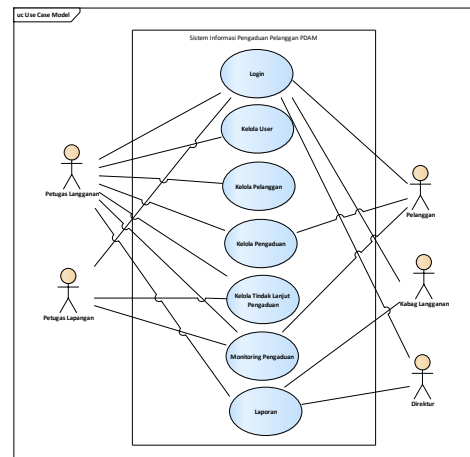 uc Use Case Model
Sistem Informasi Pengaduan Pelanggan PDAM
Login
Kelola User
Kelola Pelanggan
Kelola Pengaduan
Kelola Tindak Lanjut
Pengaduan
Monitoring Pengaduan
Laporan
Petugas Langganan
Petugas Lapangan
Pelanggan
Kabag Langganan
Direktur